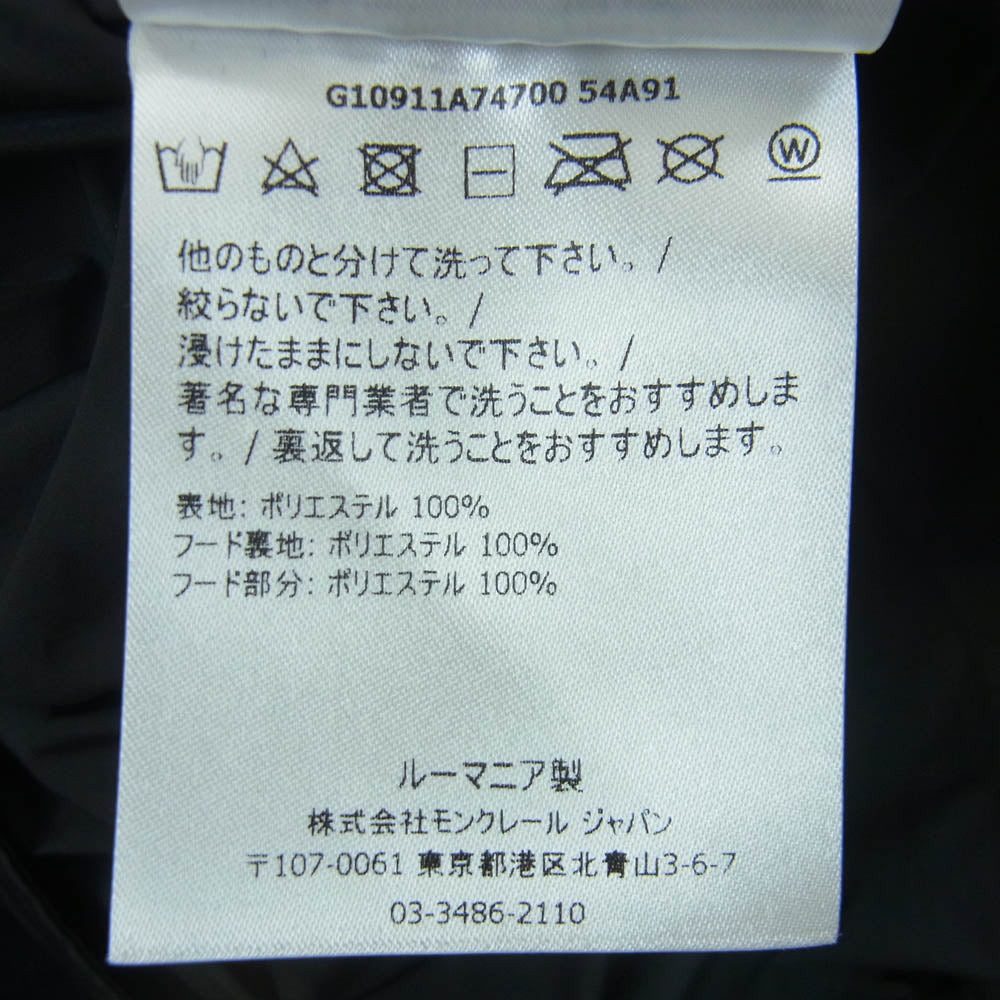 G10911A74700 54A91
W
他のものと分けて洗って下さい。/
絞らないで下さい。/
浸けたままにしないで下さい。/
著名な専門業者で洗うことをおすすめしま
す。/ 裏返して洗うことをおすすめします。
表地: ポリエステル 100%
フード裏地: ポリエステル 100%
フード部分: ポリエステル 100%
ルーマニア製
株式会社モンクレール ジャパン
〒107-0061 東京都港区北青山3-6-7
03-3486-2110